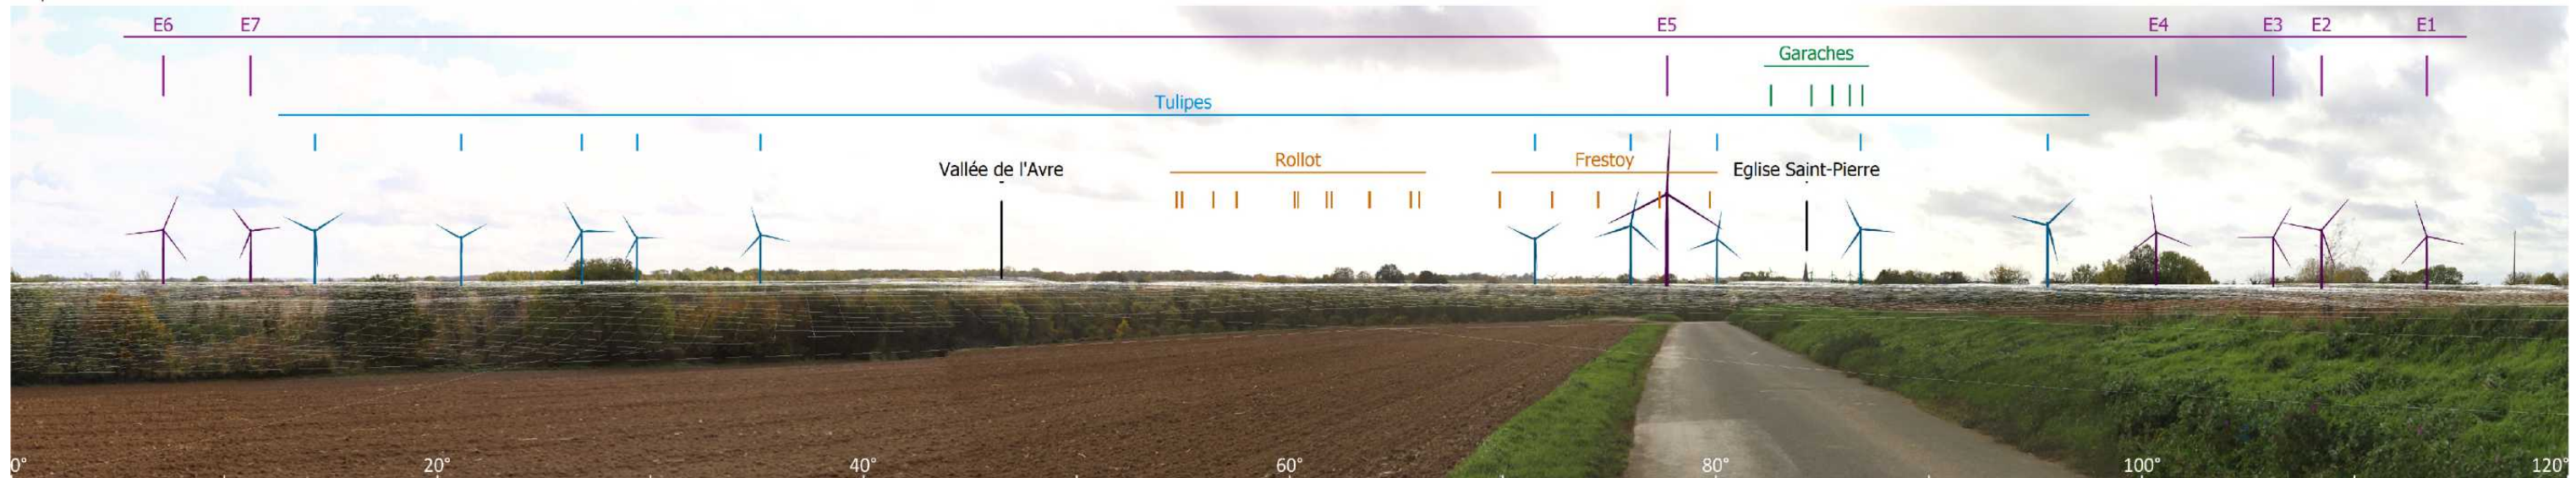 E6 E7 E5 E4 E3 E2 E1
Garaches
Tulipes
Rollot Frestoy
Vallée de l'Avre Eglise Saint-Pierre
0° 20° 40° 60° 80° 100° 120°